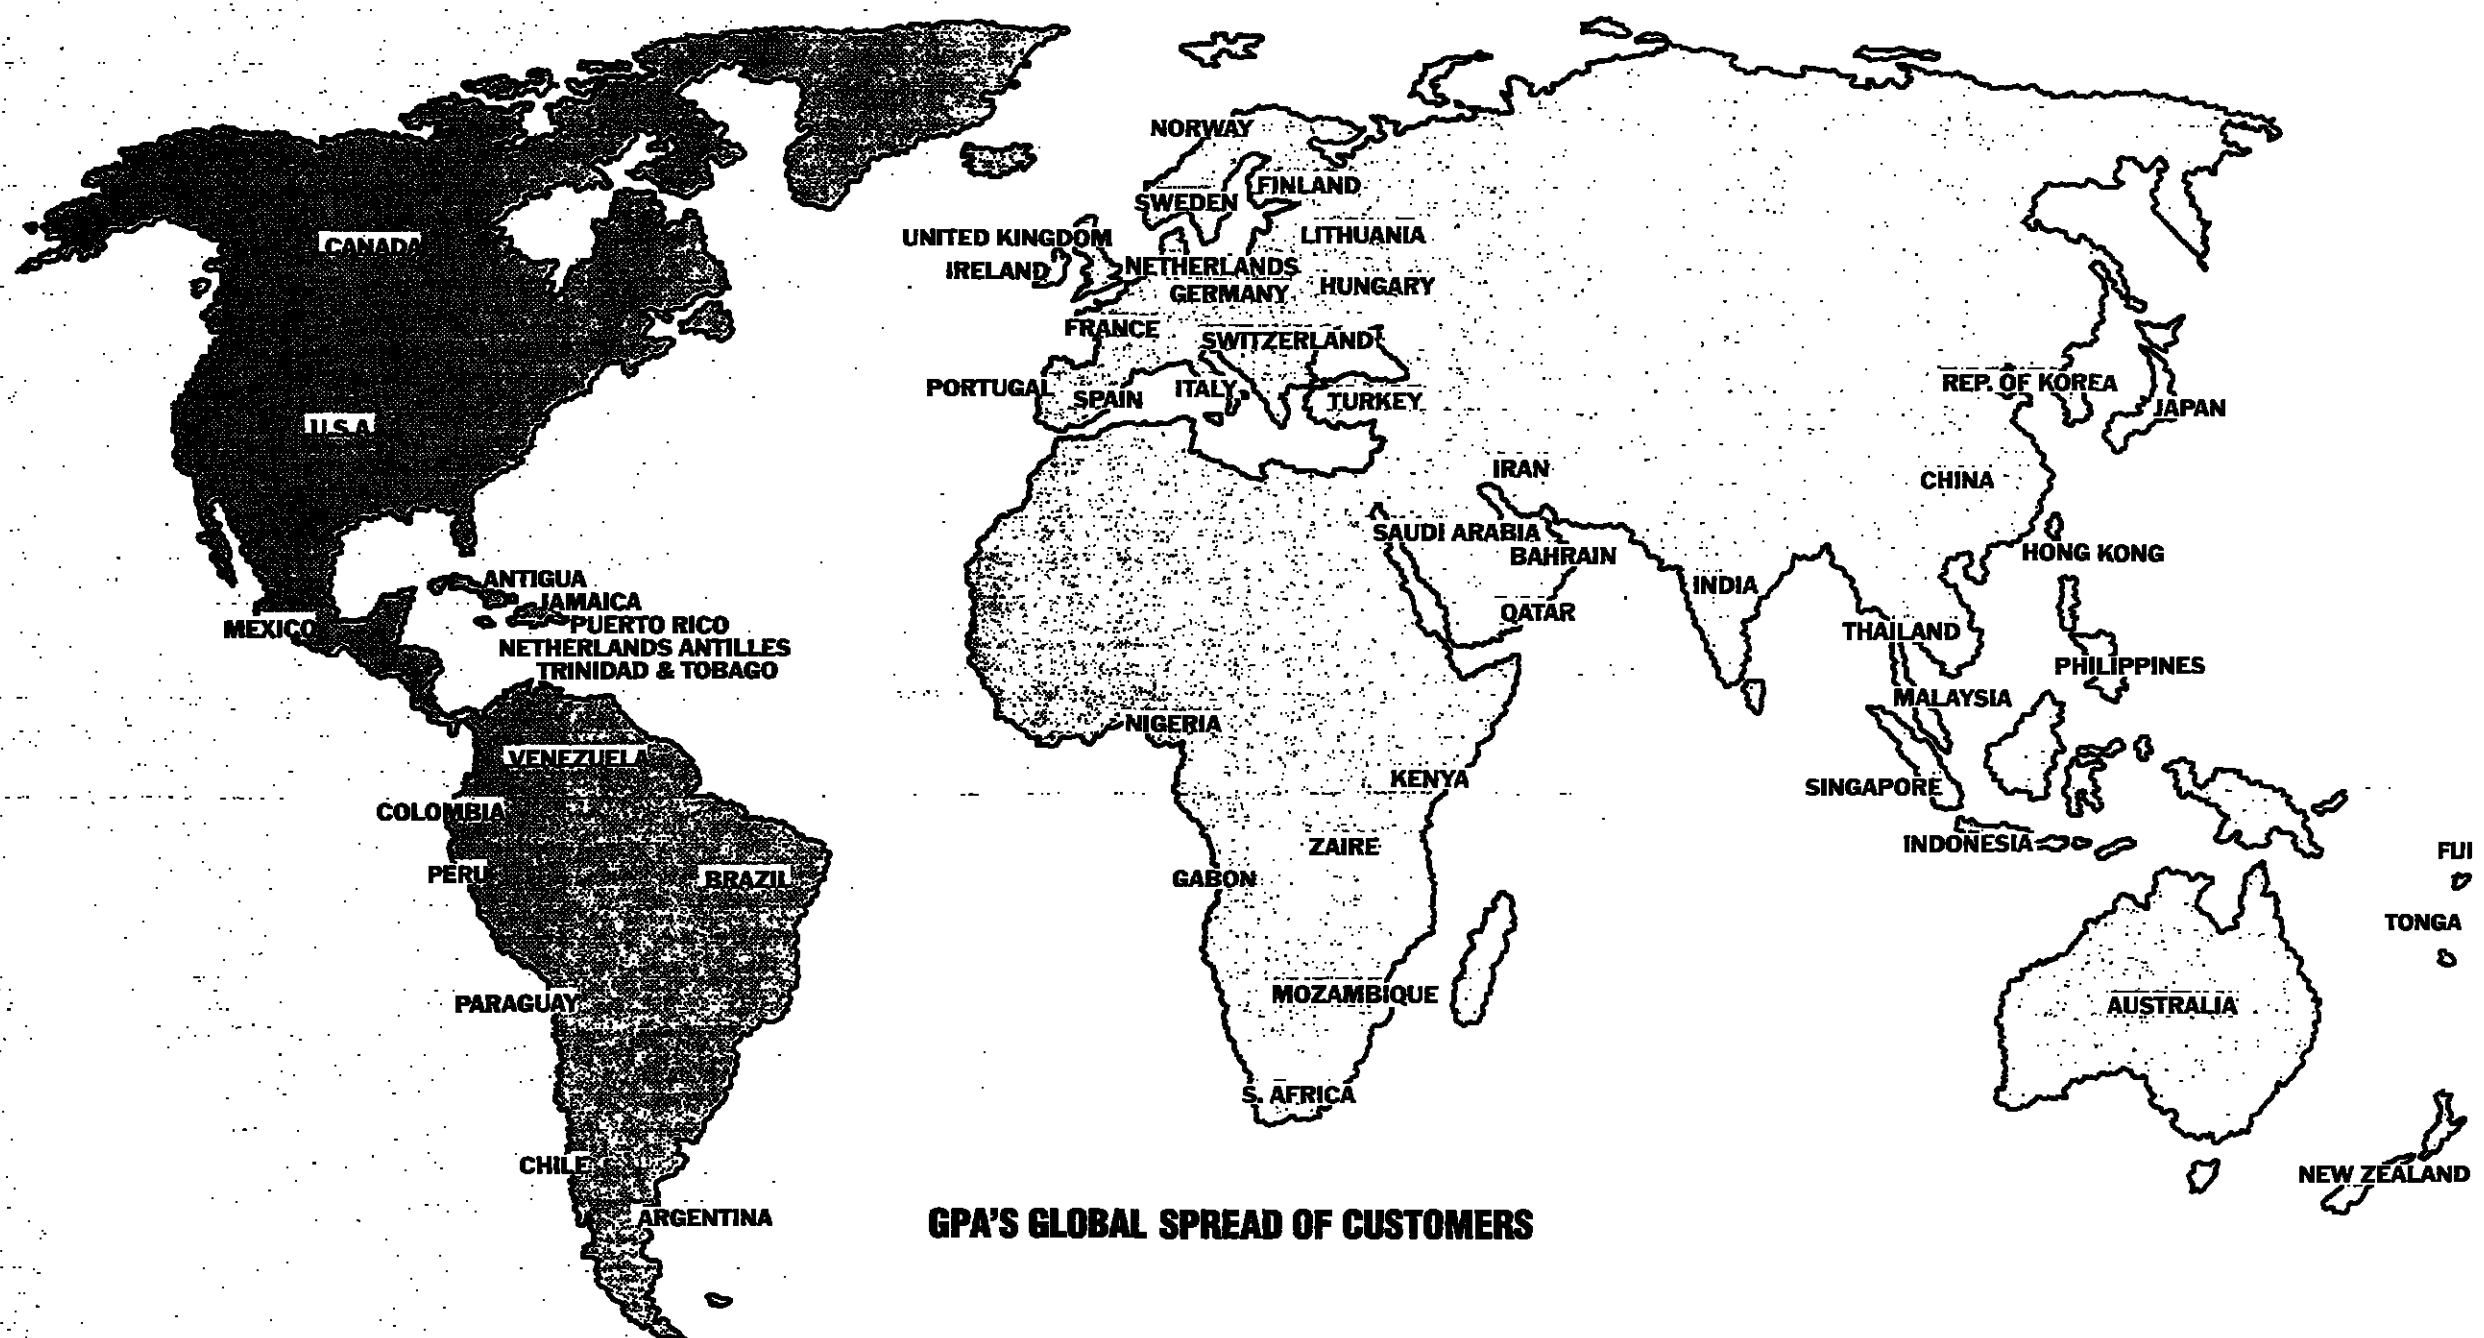 NORWAY
FINLAND
SWEDEN
UNITED KINGDOM
LITHUANIA
CANADA
IRELAND
NETHERLANDS
GERMANY
HUNGARY
FRANCE
SWITZERLAND
PORTUGAL
SPAIN
ITALY
TURKEY
REP. OF KOREA
JAPAN
U.S.A
IRAN
CHINA
SAUDI ARABIA
BAHRAIN
HONG KONG
ANTIGUA
JAMAICA
PUERTO RICO
NETHERLANDS ANTILLES
TRINIDAD & TOBAGO
MEXICO
INDIA
QATAR
THAILAND
PHILIPPINES
MALAYSIA
NIGERIA
VENEZUELA
KENYA
SINGAPORE
COLOMBIA
ZAIRE
INDONESIA
FIJI
PERU
BRAZIL
GABON
TONGA
PARAGUAY
MOZAMBIQUE
AUSTRALIA
S. AFRICA
CHILE
NEW ZEALAND
ARGENTINA
GPA'S GLOBAL SPREAD OF CUSTOMERS